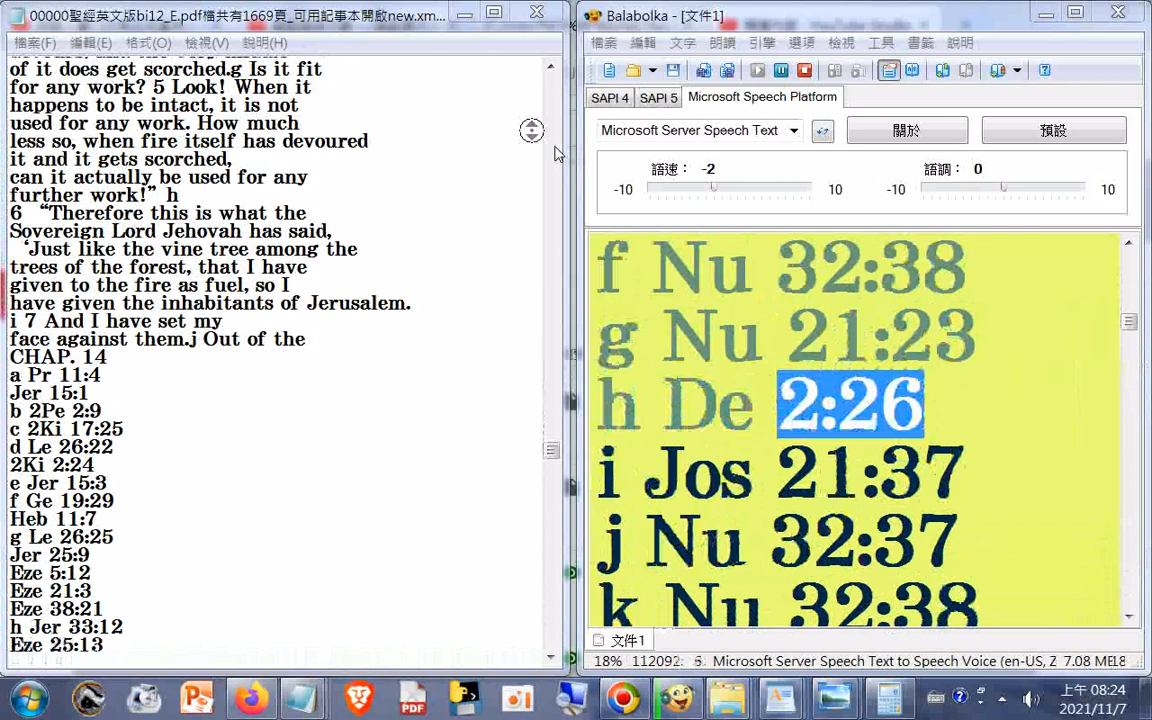 00000聖經英文版bi12_E.pdf檔共有1669頁_可用記事本開啟new.xm...
檔案(F) 編輯(E) 格式(O) 檢視(V) 說明(H)
of it does get scorched.g Is it fit
for any work? 5 Look! When it
happens to be intact, it is not
used for any work. How much
less so, when fire itself has devoured
it and it gets scorched,
can it actually be used for any
further work!” h
6 “Therefore this is what the
Sovereign Lord Jehovah has said,
‘Just like the vine tree among the
trees of the forest, that I have
given to the fire as fuel, so I
have given the inhabitants of Jerusalem.
i 7 And I have set my
face against them.j Out of the
CHAP. 14
a Pr 11:4
Jer 15:1
b 2Pe 2:9
c 2Ki 17:25
d Le 26:22
2Ki 2:24
e Jer 15:3
f Ge 19:29
Heb 11:7
g Le 26:25
Jer 25:9
Eze 5:12
Eze 21:3
Eze 38:21
h Jer 33:12
Eze 25:13
Balabolka - [文件1]
檔案 編輯 文字 朗讀 引擎 選項 檢視 工具 書籤 說明
SAPI 4 SAPI 5 Microsoft Speech Platform
Microsoft Server Speech Text 關於 預設
語速: -2 語調: 0
-10 10 -10 10
f Nu 32:38
g Nu 21:23
h De 2:26
i Jos 21:37
j Nu 32:37
k Nu 32:38
文件1
18% 112092: 6 Microsoft Server Speech Text to Speech Voice (en-US, Z 7.08 ME
上午 08:24
2021/11/7